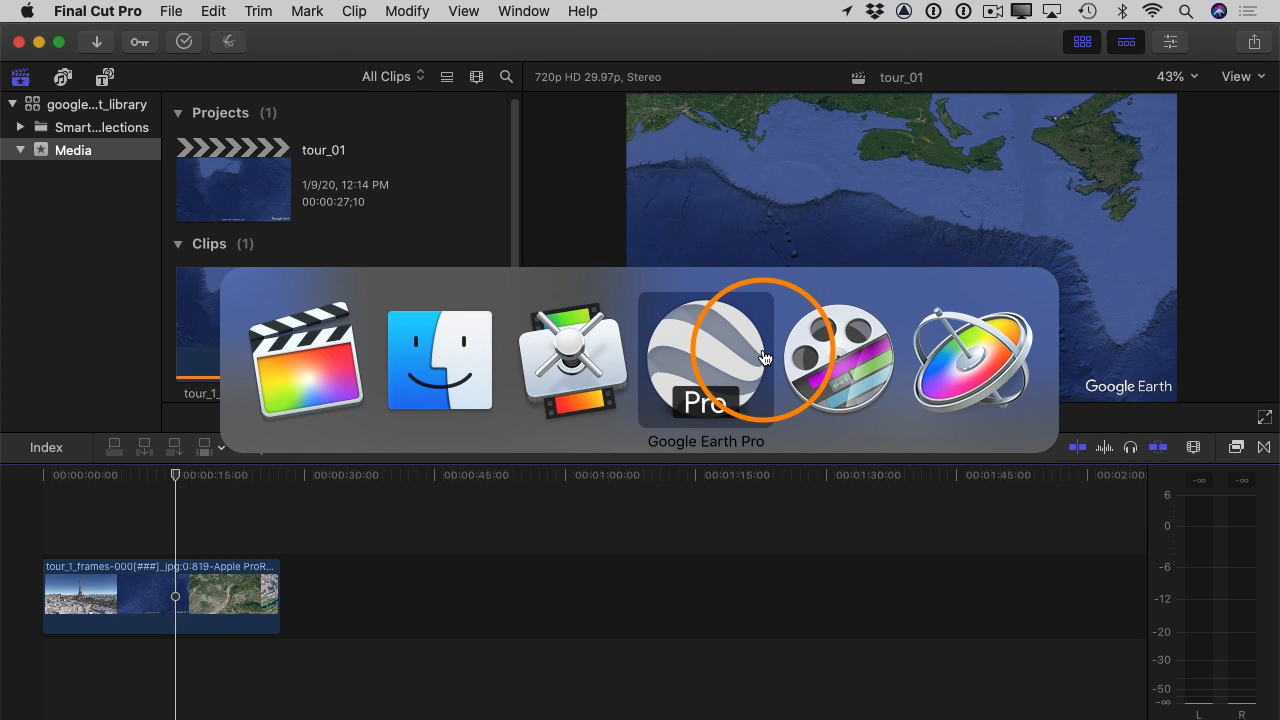 Final Cut Pro File Edit Trim Mark Clip Modify View Window Help
All Clips
720p HD 29.97p, Stereo
tour_01
43%
View
google...t_library
Smart...lections
Media
Projects (1)
tour_01
1/9/20, 12:14 PM
00:00:27;10
Clips (1)
tour_1
Google Earth
Pro
Google Earth Pro
Index
00:00:00:00 00:00:15:00 00:00:30:00 00:00:45:00 00:01:00:00 00:01:15:00 00:01:30:00 00:01:45:00 00:02:00
tour_1_frames-000[###]_jpg:0:819-Apple ProR...
-∞ -∞
6
0
-6
-12
-20
-30
-50
-∞
L R